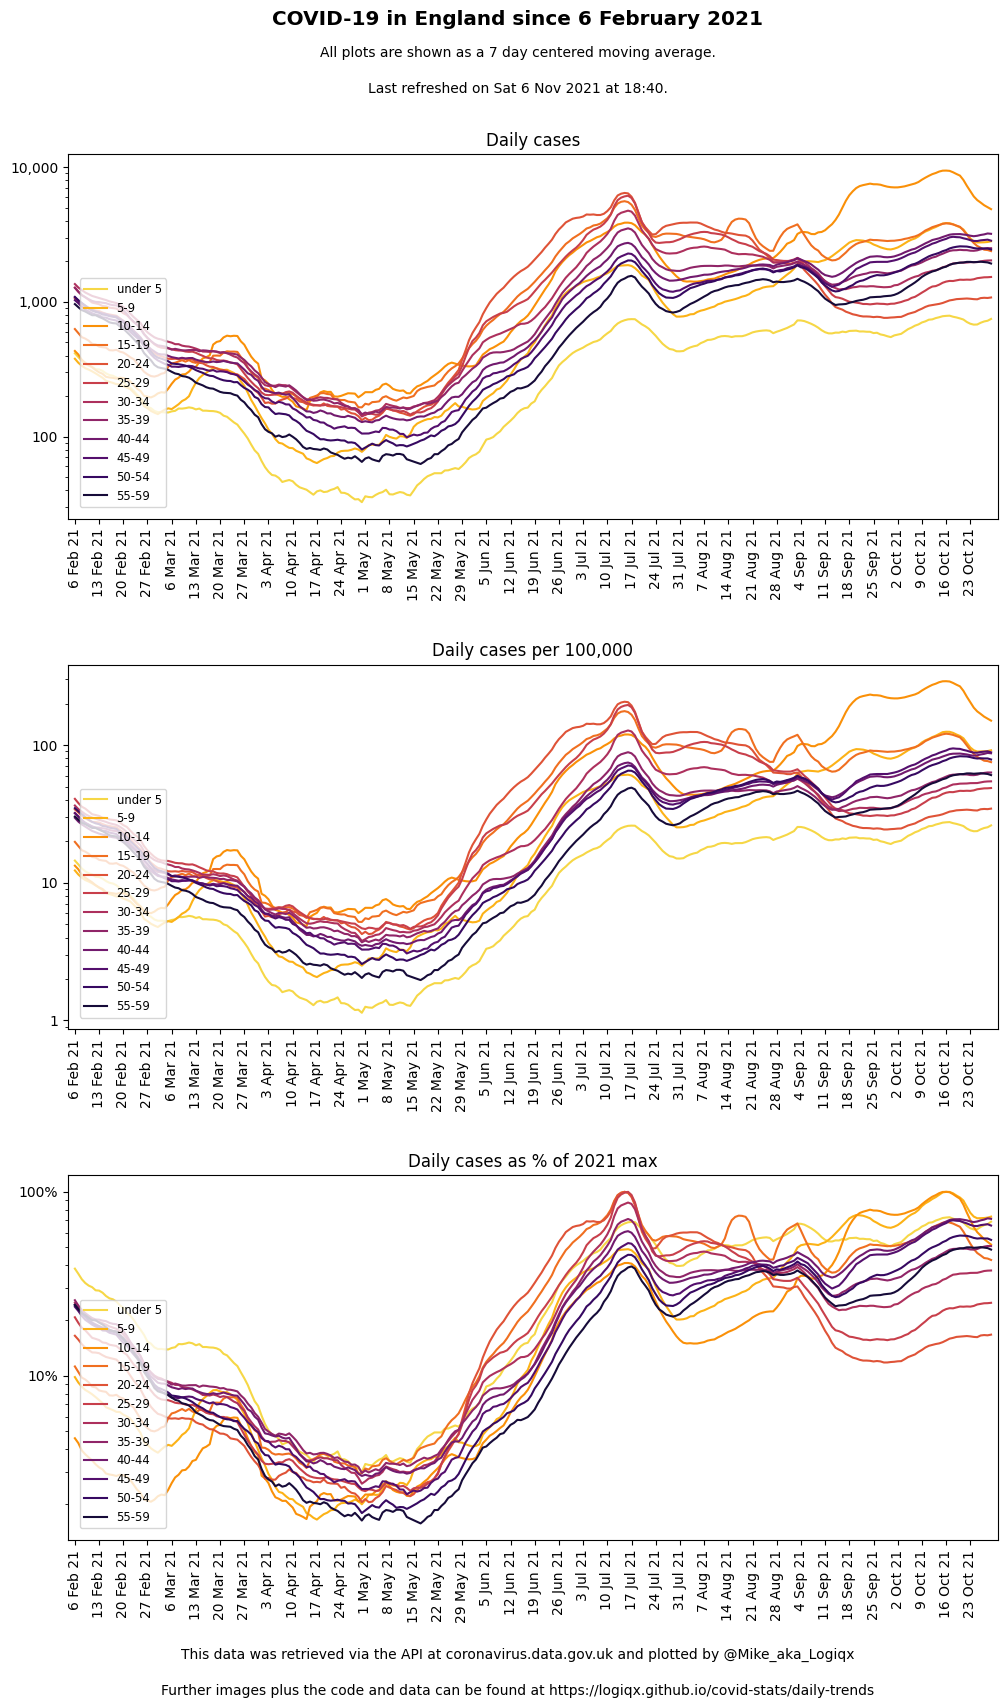 COVID-19 in England since 6 February 2021
All plots are shown as a 7 day centered moving average.
Last refreshed on Sat 6 Nov 2021 at 18:40.
Daily cases
10,000
1,000
100
under 5
5-9
10-14
15-19
20-24
25-29
30-34
35-39
40-44
45-49
50-54
55-59
6 Feb 21
13 Feb 21
20 Feb 21
27 Feb 21
6 Mar 21
13 Mar 21
20 Mar 21
27 Mar 21
3 Apr 21
10 Apr 21
17 Apr 21
24 Apr 21
1 May 21
8 May 21
15 May 21
22 May 21
29 May 21
5 Jun 21
12 Jun 21
19 Jun 21
26 Jun 21
3 Jul 21
10 Jul 21
17 Jul 21
24 Jul 21
31 Jul 21
7 Aug 21
14 Aug 21
21 Aug 21
28 Aug 21
4 Sep 21
11 Sep 21
18 Sep 21
25 Sep 21
2 Oct 21
9 Oct 21
16 Oct 21
23 Oct 21
Daily cases per 100,000
100
10
1
under 5
5-9
10-14
15-19
20-24
25-29
30-34
35-39
40-44
45-49
50-54
55-59
6 Feb 21
13 Feb 21
20 Feb 21
27 Feb 21
6 Mar 21
13 Mar 21
20 Mar 21
27 Mar 21
3 Apr 21
10 Apr 21
17 Apr 21
24 Apr 21
1 May 21
8 May 21
15 May 21
22 May 21
29 May 21
5 Jun 21
12 Jun 21
19 Jun 21
26 Jun 21
3 Jul 21
10 Jul 21
17 Jul 21
24 Jul 21
31 Jul 21
7 Aug 21
14 Aug 21
21 Aug 21
28 Aug 21
4 Sep 21
11 Sep 21
18 Sep 21
25 Sep 21
2 Oct 21
9 Oct 21
16 Oct 21
23 Oct 21
Daily cases as % of 2021 max
100%
10%
under 5
5-9
10-14
15-19
20-24
25-29
30-34
35-39
40-44
45-49
50-54
55-59
6 Feb 21
13 Feb 21
20 Feb 21
27 Feb 21
6 Mar 21
13 Mar 21
20 Mar 21
27 Mar 21
3 Apr 21
10 Apr 21
17 Apr 21
24 Apr 21
1 May 21
8 May 21
15 May 21
22 May 21
29 May 21
5 Jun 21
12 Jun 21
19 Jun 21
26 Jun 21
3 Jul 21
10 Jul 21
17 Jul 21
24 Jul 21
31 Jul 21
7 Aug 21
14 Aug 21
21 Aug 21
28 Aug 21
4 Sep 21
11 Sep 21
18 Sep 21
25 Sep 21
2 Oct 21
9 Oct 21
16 Oct 21
23 Oct 21
This data was retrieved via the API at coronavirus.data.gov.uk and plotted by @Mike_aka_Logiqx
Further images plus the code and data can be found at https://logiqx.github.io/covid-stats/daily-trends